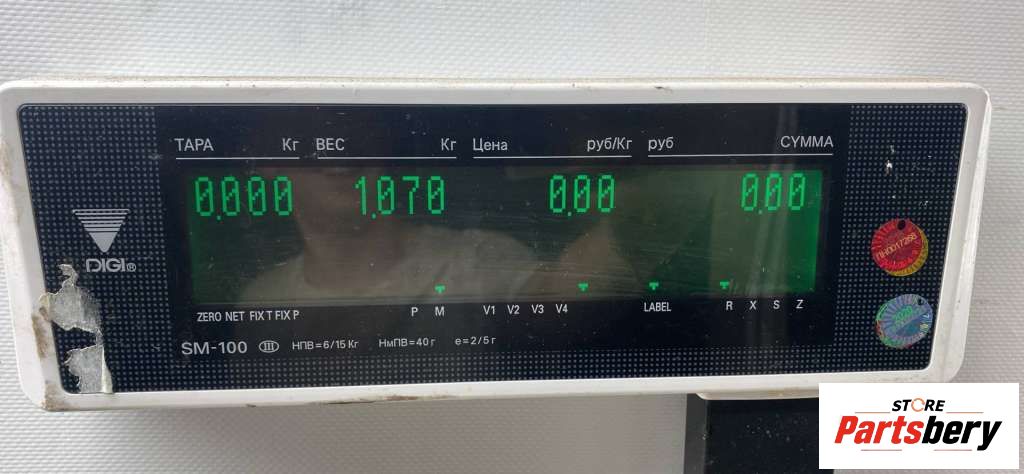 ТАРА Кг ВЕС Кг Цена руб/Кг руб СУММА
0.000 1.070 0.00 0.00
DIGI®
ZERO NET FIX T FIX P P M V1 V2 V3 V4 LABEL R X S Z
SM-100 III НПВ=6/15 Кг НмПВ=40 г e=2/5 г
STORE
Partsbery